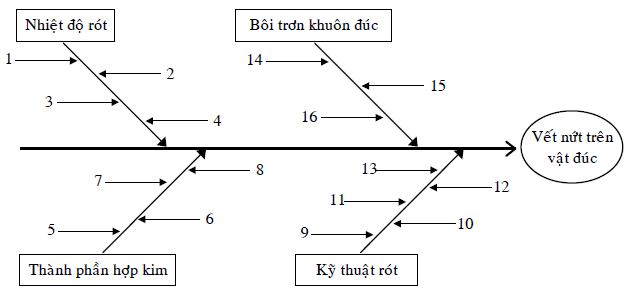 Nhiệt độ rót
Bôi trơn khuôn đúc
1
2
3
4
14
15
16
Vết nứt trên
vật đúc
5
6
7
8
9
10
11
12
13
Thành phần hợp kim
Kỹ thuật rót